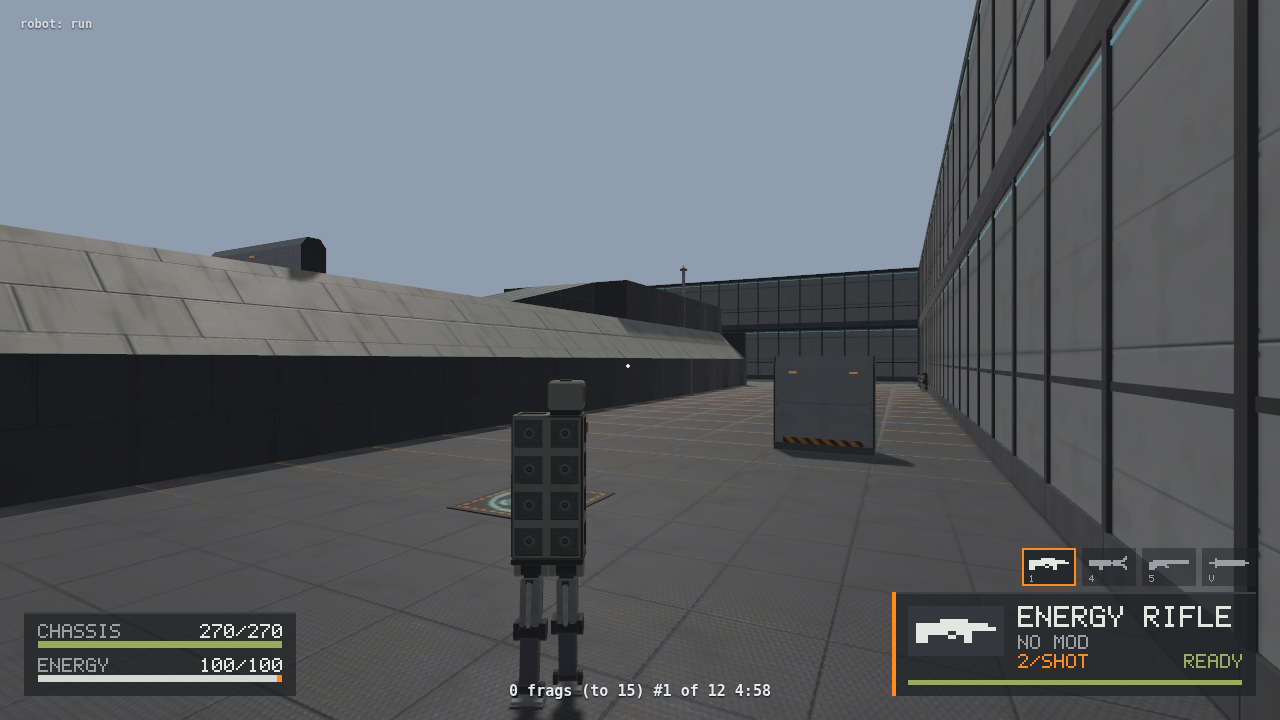 robot: run
1
4
5
V
CHASSIS 270/270
ENERGY 100/100
ENERGY RIFLE
NO MOD
2/SHOT READY
0 frags (to 15) #1 of 12 4:58